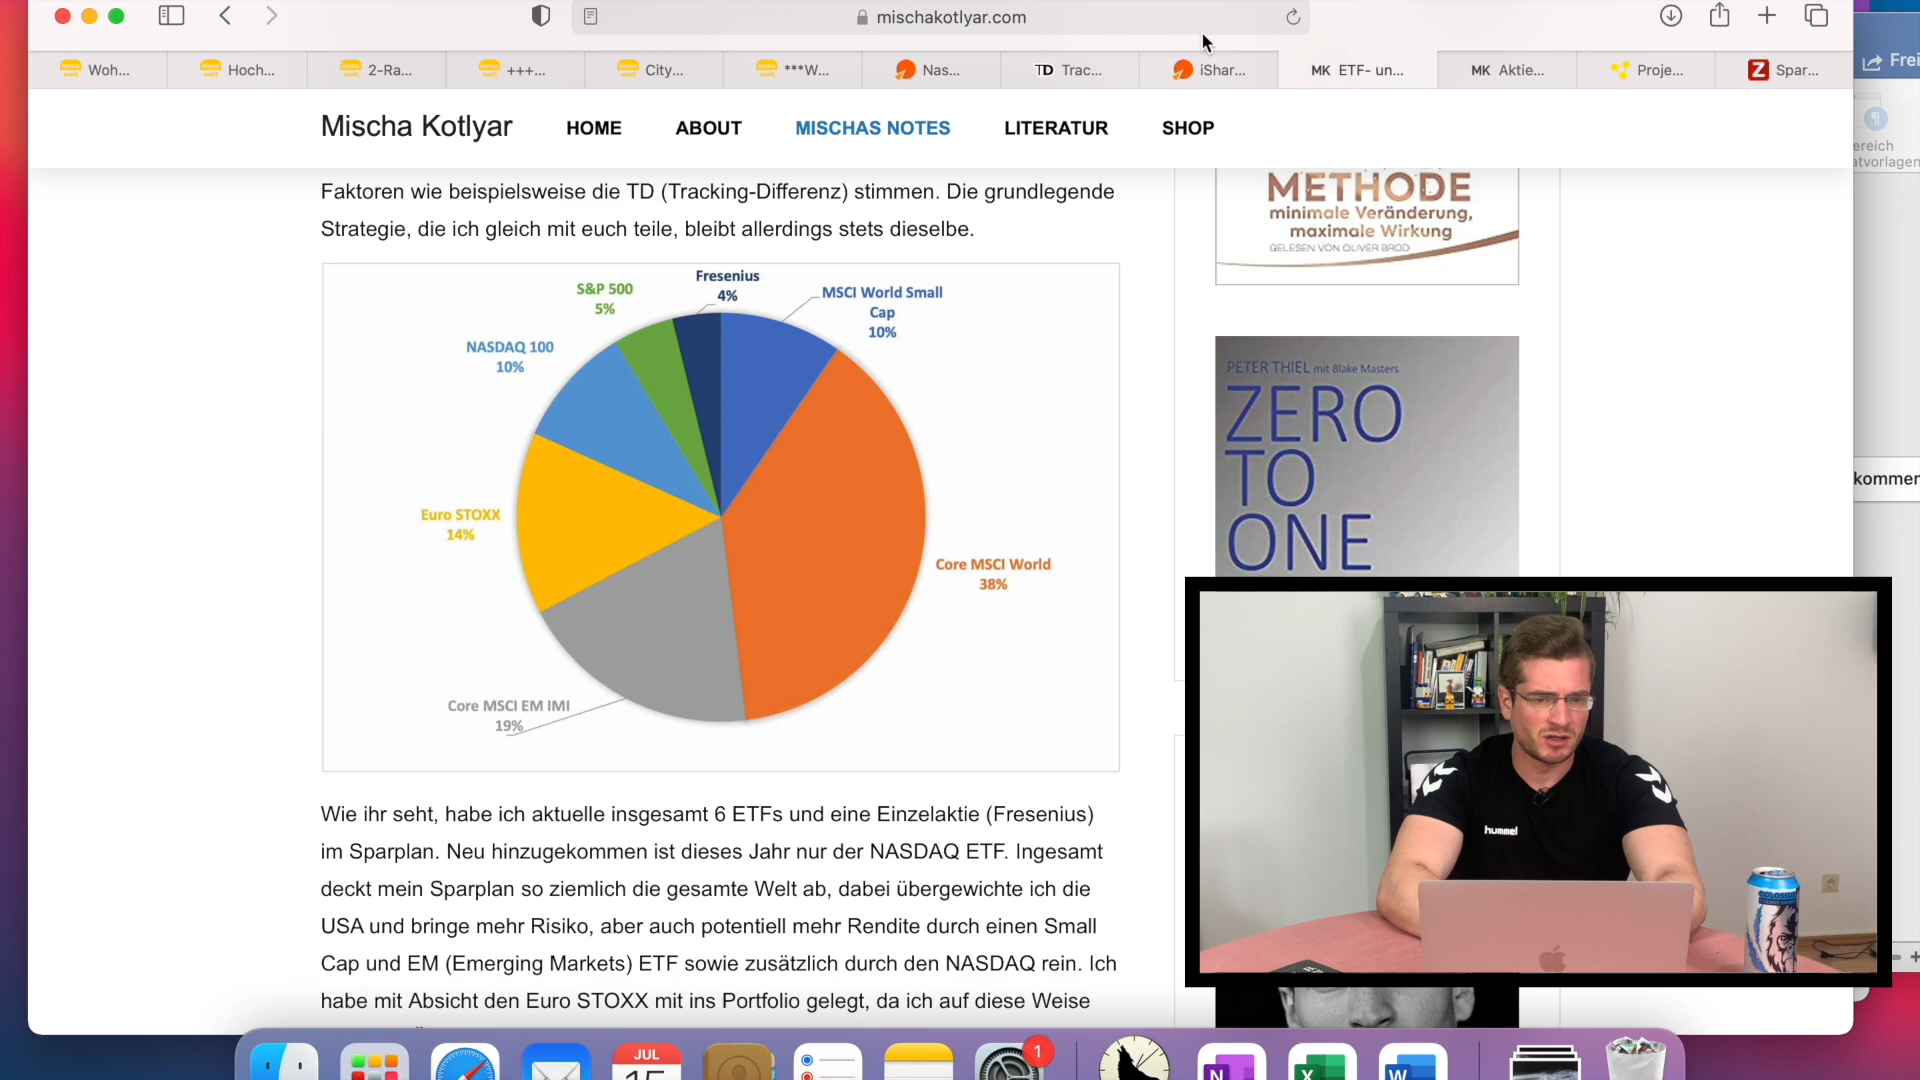 mischakotlyar.com
Woh...
Hoch...
2-Ra...
+++...
City...
***W...
Nas...
TD Trac...
iShar...
MK ETF- un...
MK Aktie...
Proje...
Z Spar...
Frei
ereich
atvorlagen
kommen
Mischa Kotlyar
HOME
ABOUT
MISCHAS NOTES
LITERATUR
SHOP
Faktoren wie beispielsweise die TD (Tracking-Differenz) stimmen. Die grundlegende
Strategie, die ich gleich mit euch teile, bleibt allerdings stets dieselbe.
Fresenius
4%
S&P 500
5%
MSCI World Small
Cap
10%
NASDAQ 100
10%
Euro STOXX
14%
Core MSCI World
38%
Core MSCI EM IMI
19%
Wie ihr seht, habe ich aktuelle insgesamt 6 ETFs und eine Einzelaktie (Fresenius)
im Sparplan. Neu hinzugekommen ist dieses Jahr nur der NASDAQ ETF. Ingesamt
deckt mein Sparplan so ziemlich die gesamte Welt ab, dabei übergewichte ich die
USA und bringe mehr Risiko, aber auch potentiell mehr Rendite durch einen Small
Cap und EM (Emerging Markets) ETF sowie zusätzlich durch den NASDAQ rein. Ich
habe mit Absicht den Euro STOXX mit ins Portfolio gelegt, da ich auf diese Weise
METHODE
minimale Veränderung,
maximale Wirkung
GELESEN VON OLIVER BROD
PETER THIEL mit Blake Masters
ZERO
TO
ONE
hummel
COLOSSUS
JUL
15
1
N
X
W